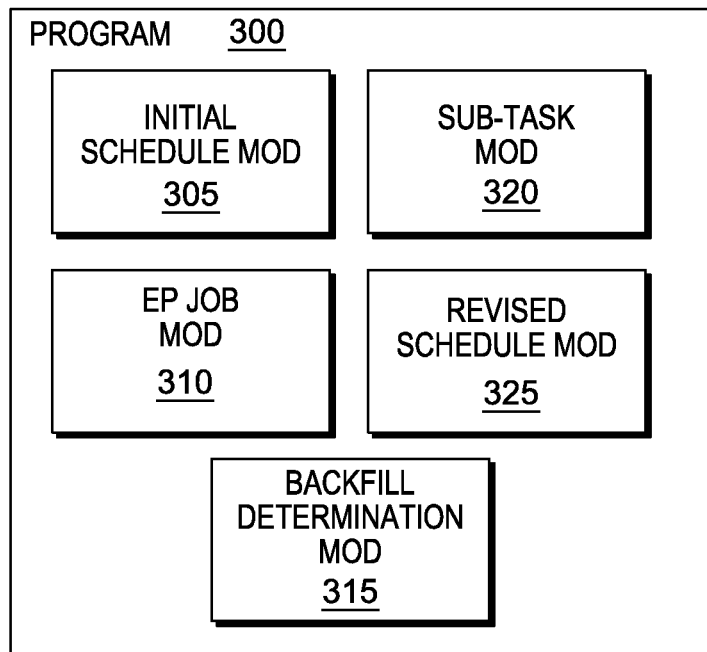 PROGRAM 300
INITIAL
SCHEDULE MOD
305
SUB-TASK
MOD
320
EP JOB
MOD
310
REVISED
SCHEDULE MOD
325
BACKFILL
DETERMINATION
MOD
315